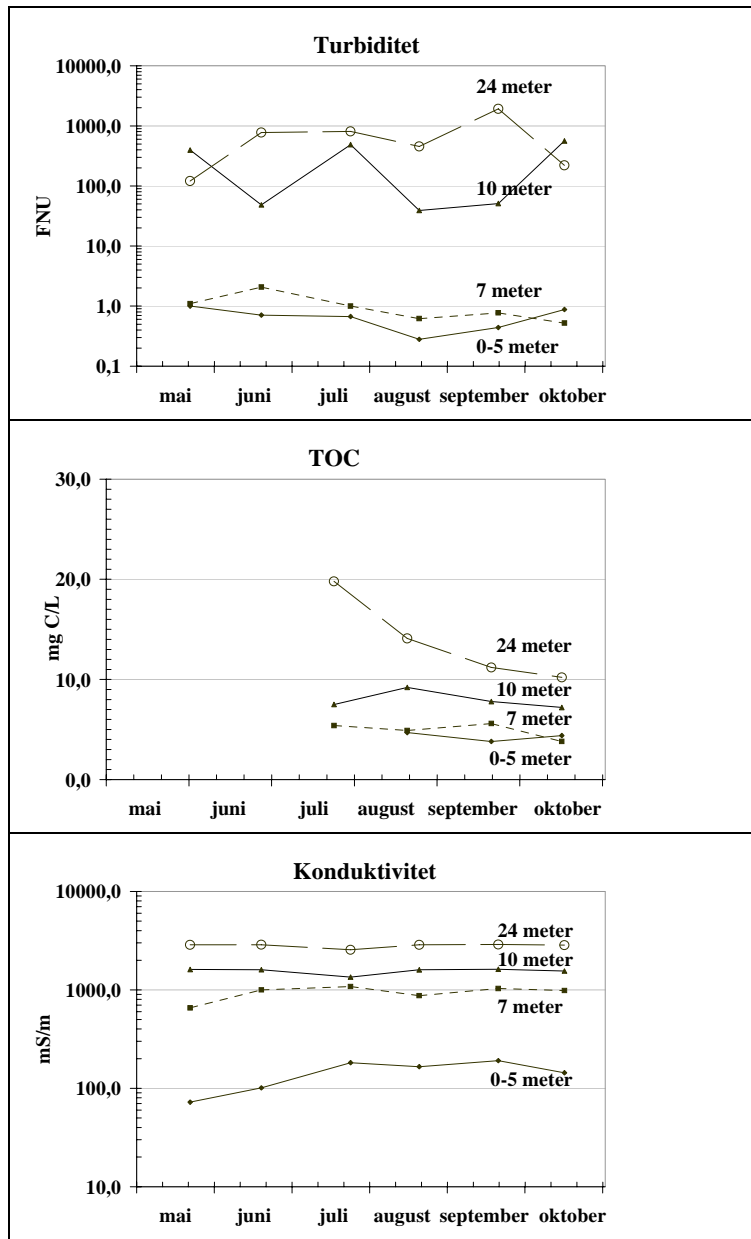 Turbiditet
10000,0
1000,0
100,0
10,0
1,0
0,1
FNU
24 meter
10 meter
7 meter
0-5 meter
mai juni juli august september oktober
TOC
30,0
20,0
10,0
0,0
mg C/L
24 meter
10 meter
7 meter
0-5 meter
mai juni juli august september oktober
Konduktivitet
10000,0
1000,0
100,0
10,0
mS/m
24 meter
10 meter
7 meter
0-5 meter
mai juni juli august september oktober